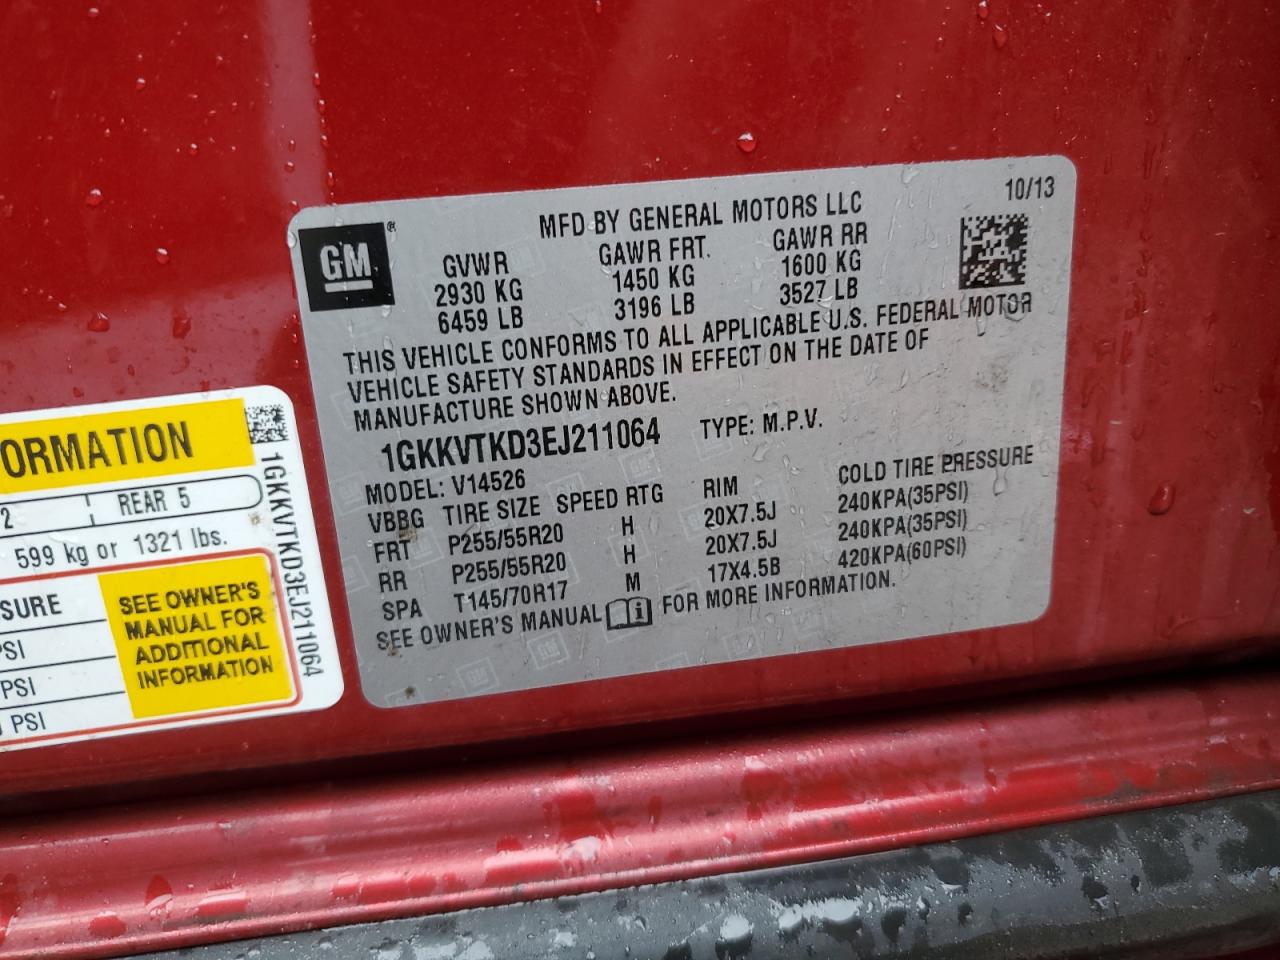 GM®
MFD BY GENERAL MOTORS LLC
10/13
GVWR GAWR FRT. GAWR RR
2930 KG 1450 KG 1600 KG
6459 LB 3196 LB 3527 LB
THIS VEHICLE CONFORMS TO ALL APPLICABLE U.S. FEDERAL MOTOR
VEHICLE SAFETY STANDARDS IN EFFECT ON THE DATE OF
MANUFACTURE SHOWN ABOVE.
1GKKVTKD3EJ211064 TYPE: M.P.V.
MODEL: V14526
VBBG TIRE SIZE SPEED RTG RIM COLD TIRE PRESSURE
FRT P255/55R20 H 20X7.5J 240KPA(35PSI)
RR P255/55R20 H 20X7.5J 240KPA(35PSI)
SPA T145/70R17 M 17X4.5B 420KPA(60PSI)
SEE OWNER'S MANUAL FOR MORE INFORMATION.
ORMATION
2 REAR 5
599 kg or 1321 lbs.
SURE
PSI
PSI
PSI
SEE OWNER'S
MANUAL FOR
ADDITIONAL
INFORMATION
1GKKVTKD3EJ211064